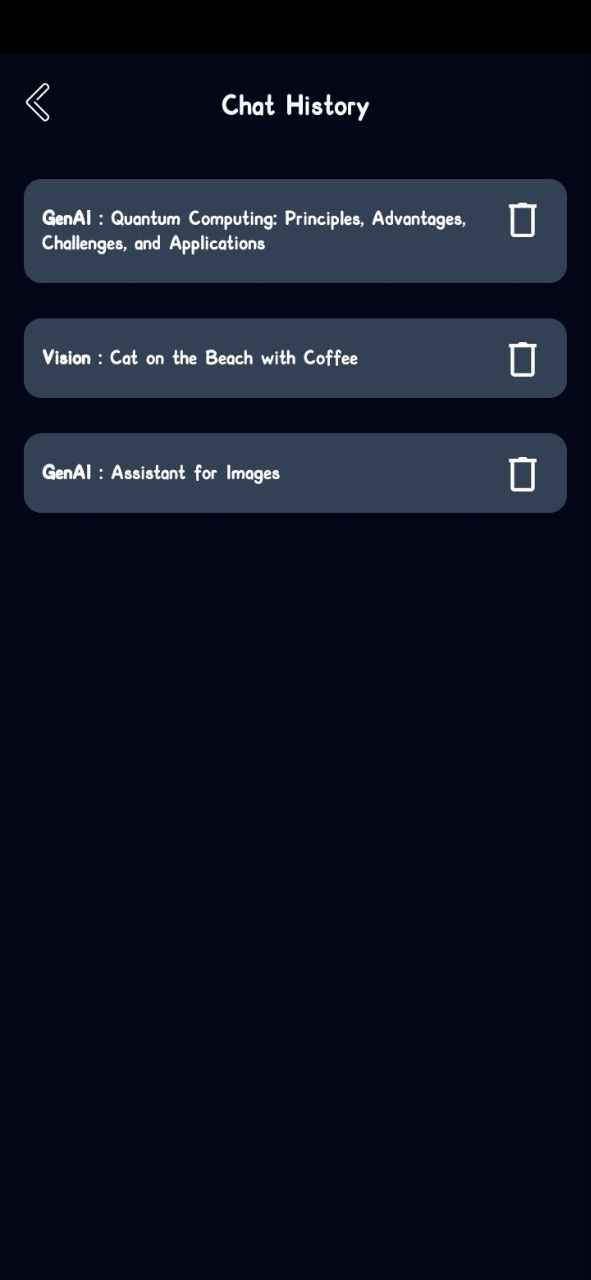 Chat History
GenAI : Quantum Computing: Principles, Advantages,
Challenges, and Applications
Vision : Cat on the Beach with Coffee
GenAI : Assistant for Images